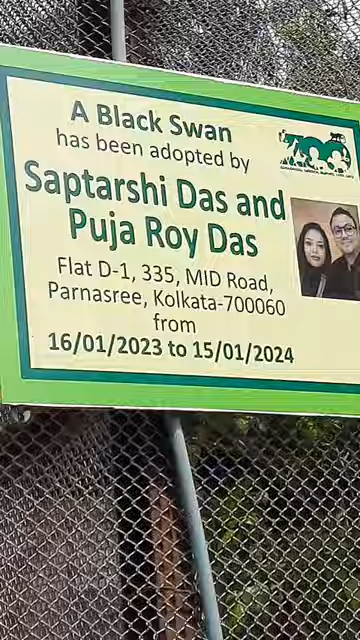 A Black Swan
has been adopted by
Saptarshi Das and
Puja Roy Das
Flat D-1, 335, MID Road,
Parnasree, Kolkata-700060
from
16/01/2023 to 15/01/2024